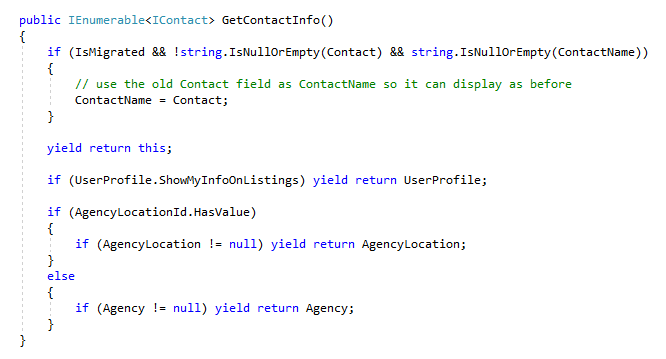 public IEnumerable<IContact> GetContactInfo()
{
if (IsMigrated && !string.IsNullOrEmpty(Contact) && string.IsNullOrEmpty(ContactName))
{
// use the old Contact field as ContactName so it can display as before
ContactName = Contact;
}
yield return this;
if (UserProfile.ShowMyInfoOnListings) yield return UserProfile;
if (AgencyLocationId.HasValue)
{
if (AgencyLocation != null) yield return AgencyLocation;
}
else
{
if (Agency != null) yield return Agency;
}
}